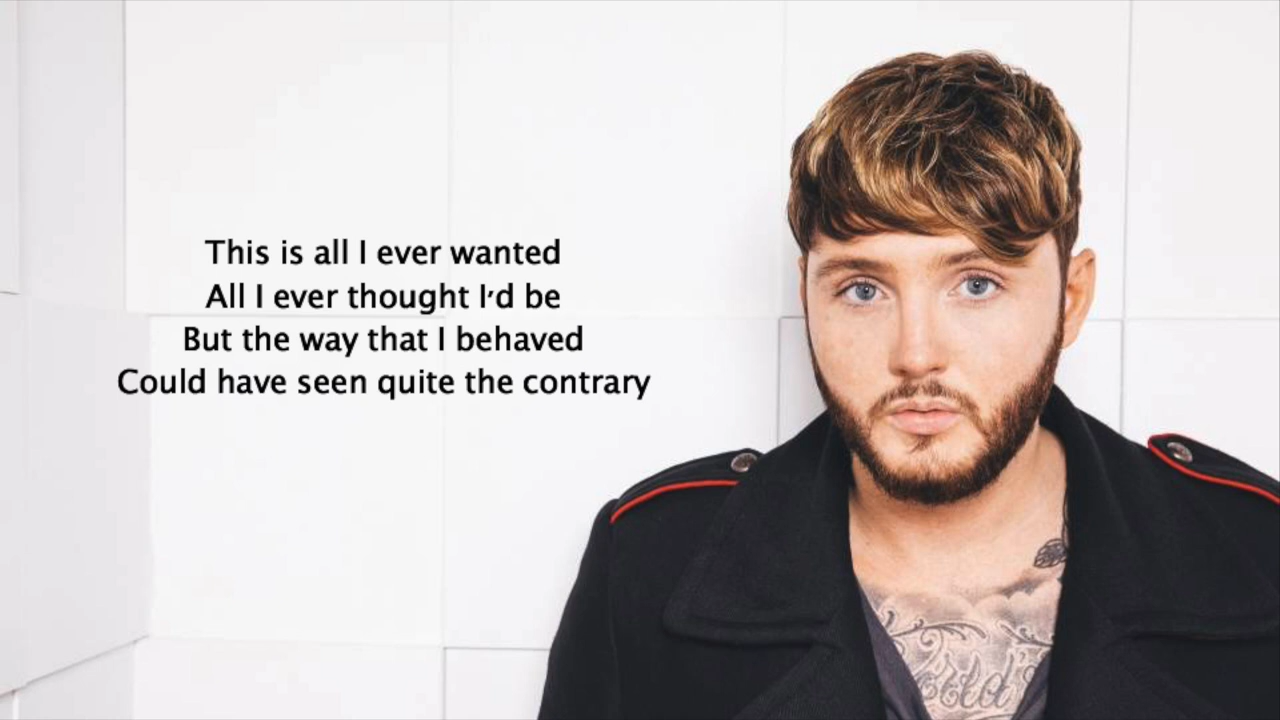 This is all I ever wanted
All I ever thought I'd be
But the way that I behaved
Could have seen quite the contrary